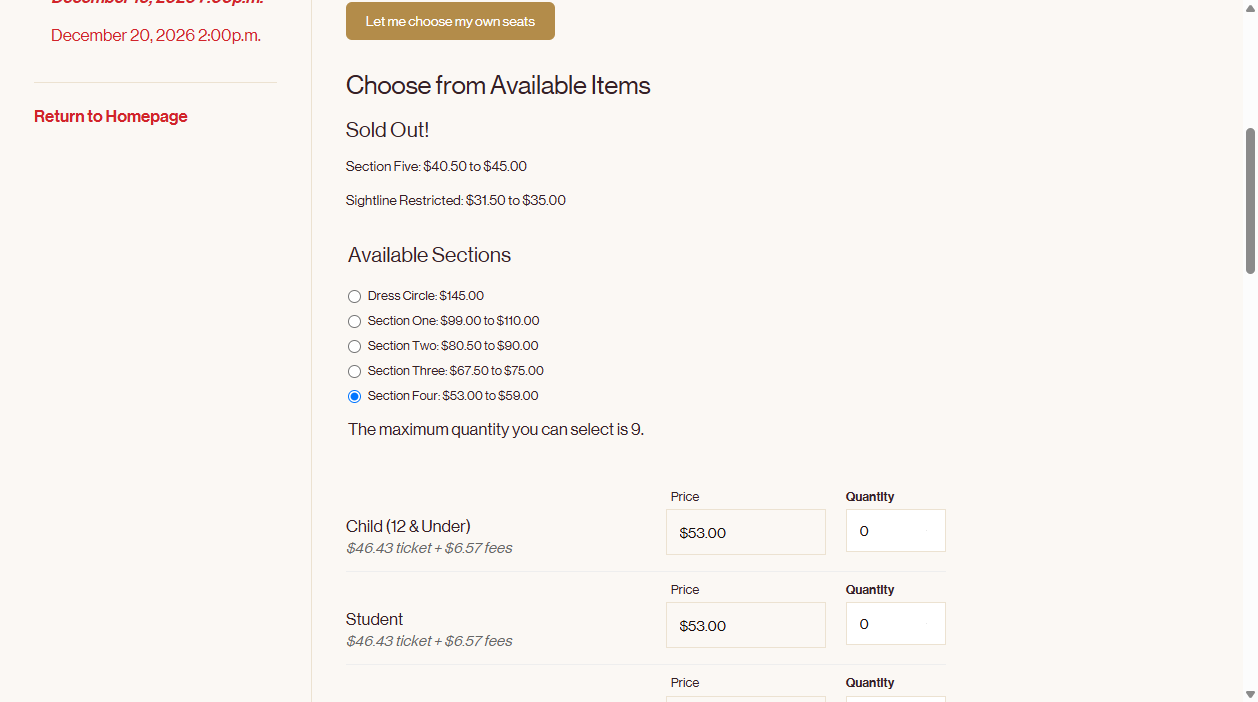 December 20, 2026 2:00p.m.
Return to Homepage
Let me choose my own seats
Choose from Available Items
Sold Out!
Section Five: $40.50 to $45.00
Sightline Restricted: $31.50 to $35.00
Available Sections
Dress Circle: $145.00
Section One: $99.00 to $110.00
Section Two: $80.50 to $90.00
Section Three: $67.50 to $75.00
Section Four: $53.00 to $59.00
The maximum quantity you can select is 9.
Price
Quantity
Child (12 & Under)
$46.43 ticket + $6.57 fees
$53.00
0
Price
Quantity
Student
$46.43 ticket + $6.57 fees
$53.00
0
Price
Quantity